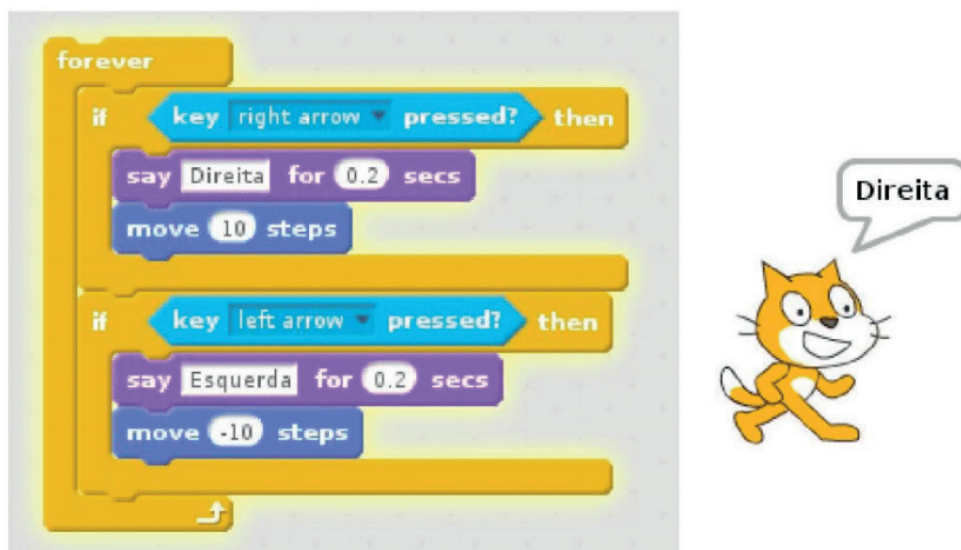 forever
if key right arrow pressed? then
say Direita for 0.2 secs
move 10 steps
if key left arrow pressed? then
say Esquerda for 0.2 secs
move -10 steps
Direita